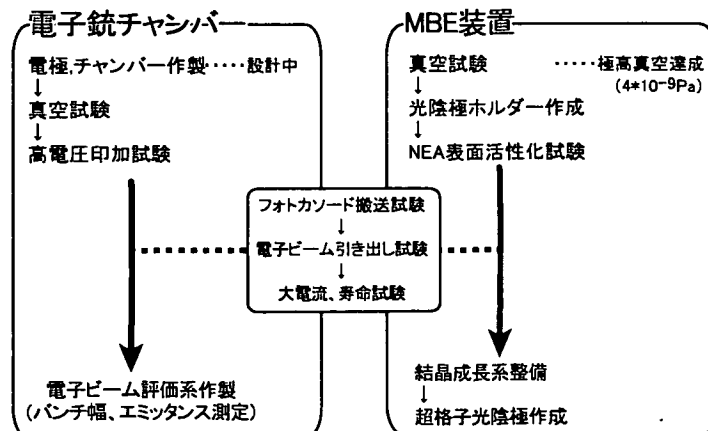 電子銃チャンバー
電極,チャンバー作製・・・・・設計中
↓
真空試験
↓
高電圧印加試験
電子ビーム評価系作製
(バンチ幅、エミッタンス測定)
フォトカソード搬送試験
↓
電子ビーム引き出し試験
↓
大電流、寿命試験
MBE装置
真空試験 ・・・・・極高真空達成
(4*10⁻⁹Pa)
↓
光陰極ホルダー作成
↓
NEA表面活性化試験
結晶成長系整備
↓
超格子光陰極作成